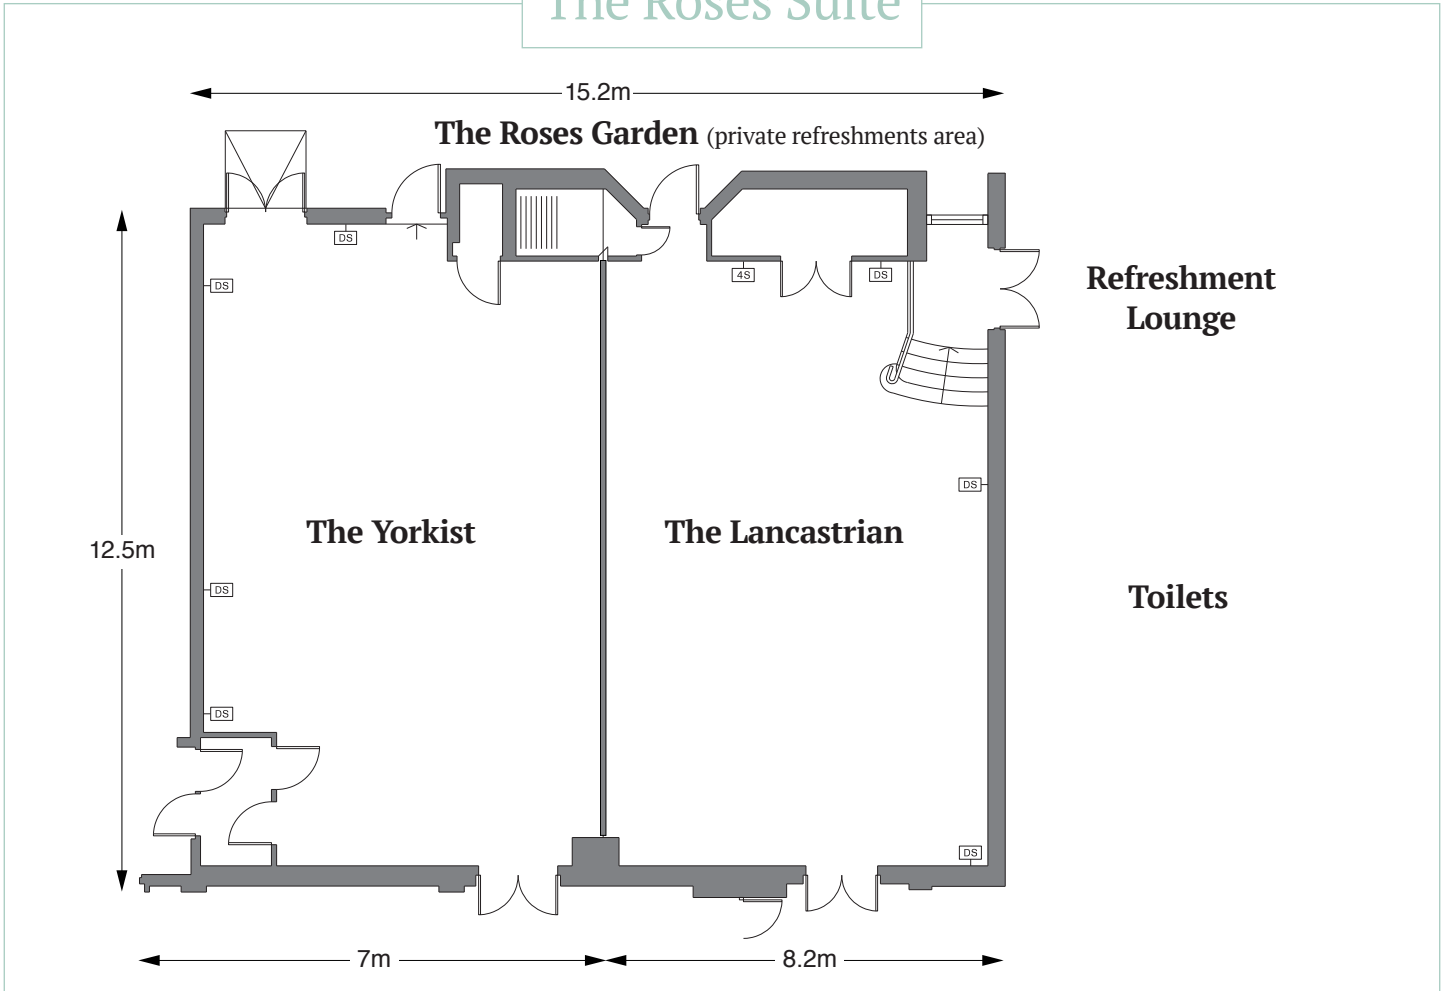 The Roses Suite
15.2m
The Roses Garden (private refreshments area)
DS
DS
4S
DS
Refreshment
Lounge
DS
The Yorkist
The Lancastrian
12.5m
DS
Toilets
DS
DS
7m
8.2m